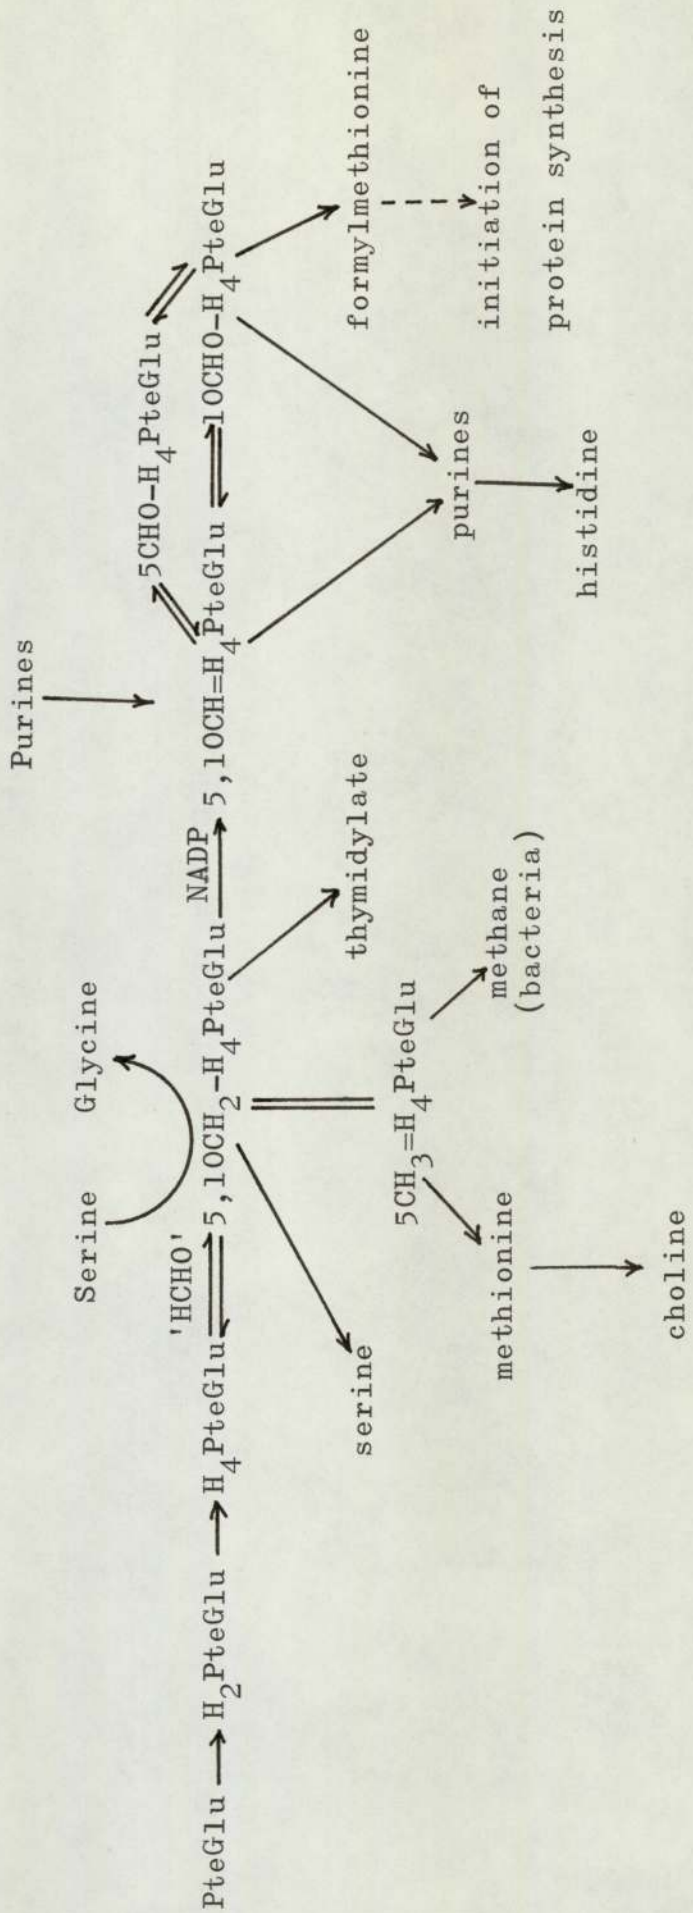 Purines
Serine Glycine
5CHO-H4PteGlu
'HCHO' NADP
PteGlu → H2PteGlu → H4PteGlu ⇌ 5,10CH2-H4PteGlu → 5,10CH=H4PteGlu ⇌ 10CHO-H4PteGlu
serine
thymidylate
formylmethionine
5CH3=H4PteGlu
purines
methionine
methane
(bacteria)
initiation of
protein synthesis
histidine
choline